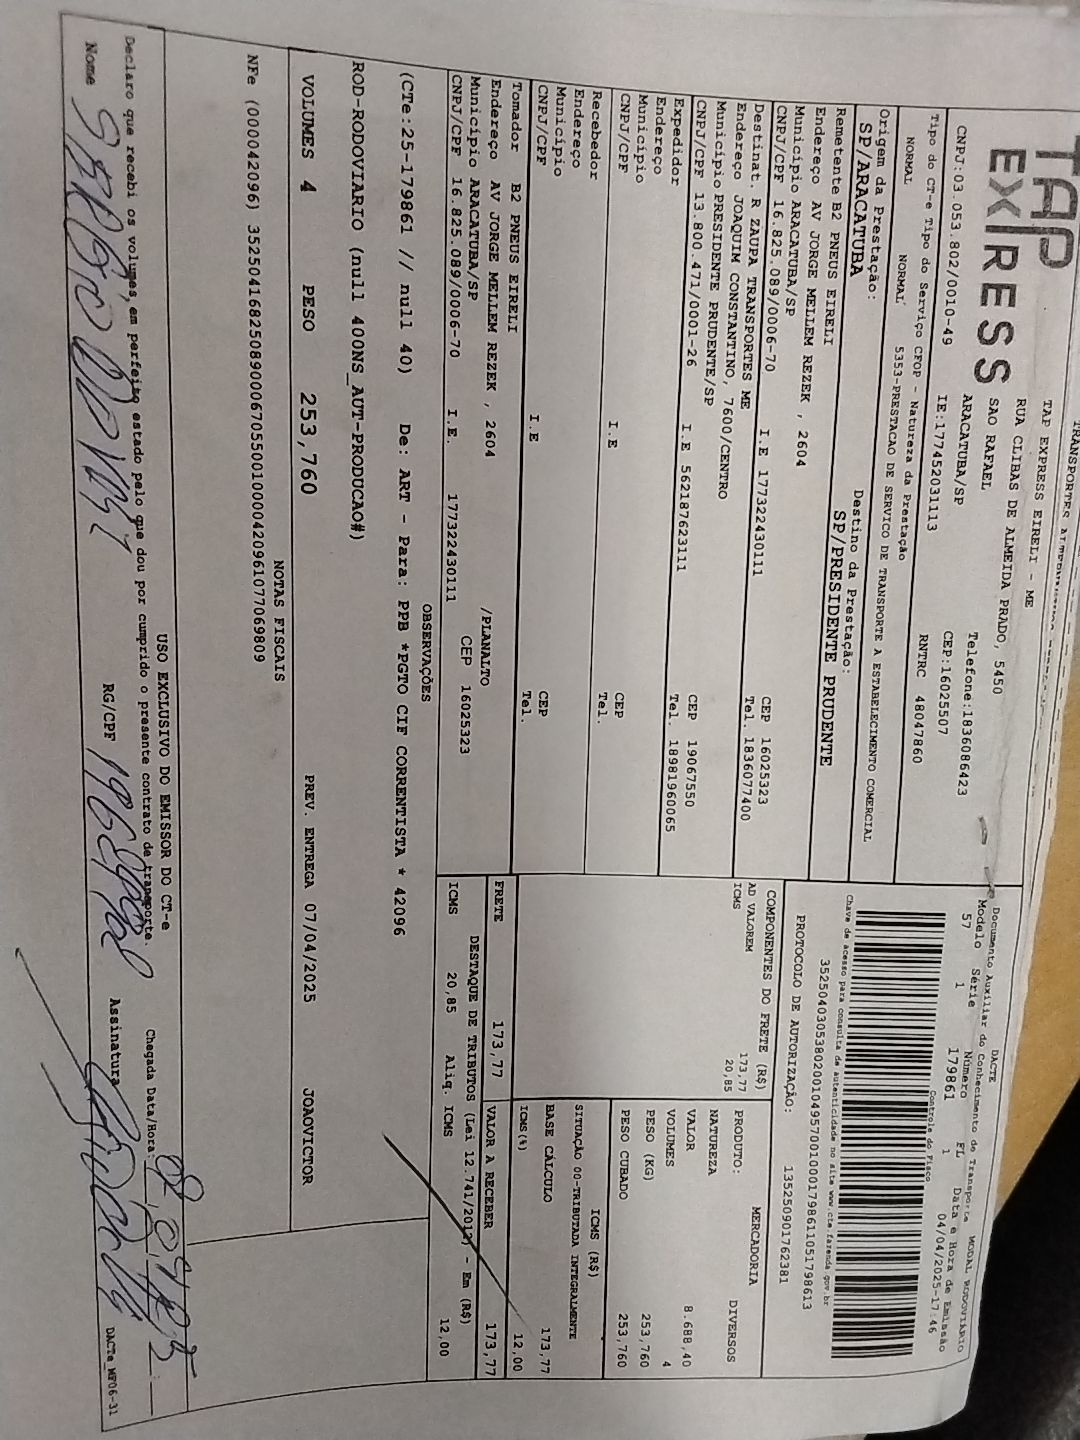 TAP
EXPRESS
TAP EXPRESS EIRELI - ME
RUA CLIBAS DE ALMEIDA PRADO, 5450
SAO RAFAEL
ARACATUBA/SP
Telefone:1836086423
CEP:16025507
CNPJ:03.053.802/0010-49
IE:177452031113
RNTRC 48047860
Tipo do CT-e Tipo do Serviço CFOP - Natureza da Prestação
NORMAL NORMAL 5353-PRESTACAO DE SERVICO DE TRANSPORTE A ESTABELECIMENTO COMERCIAL
Origem da Prestação: Destino da Prestação:
SP/ARACATUBA SP/PRESIDENTE PRUDENTE
Remetente B2 PNEUS EIRELI
Endereço AV JORGE MELLEM REZEK , 2604
Município ARACATUBA/SP CEP 16025323
CNPJ/CPF 16.825.089/0006-70 I.E 177322430111 Tel. 1836077400
Destinat. R ZAUPA TRANSPORTES ME
Endereço JOAQUIM CONSTANTINO, 7600/CENTRO
Município PRESIDENTE PRUDENTE/SP CEP 19067550
CNPJ/CPF 13.800.471/0001-26 I.E 562187623111 Tel. 18981960065
Expedidor
Endereço
Município CEP
CNPJ/CPF I.E Tel.
Recebedor
Endereço
Município CEP
CNPJ/CPF I.E Tel.
Tomador B2 PNEUS EIRELI
Endereço AV JORGE MELLEM REZEK , 2604 /PLANALTO
Município ARACATUBA/SP CEP 16025323
CNPJ/CPF 16.825.089/0006-70 I.E. 177322430111
DACTE
Documento Auxiliar do Conhecimento de Transporte MODAL RODOVIÁRIO
Modelo Série Número FL Data e Hora de Emissão
57 1 179861 1 04/04/2025-17:46
Controle do Fisco
Chave de acesso para consulta de autenticidade no site www.cte.fazenda.gov.br
35250403053802001049570010001798611051798613
PROTOCOLO DE AUTORIZAÇÃO: 135250901762381
COMPONENTES DO FRETE (R$)
AD VALOREM 173,77
ICMS 20,85
PRODUTO: MERCADORIA
NATUREZA DIVERSOS
VALOR 8.688,40
VOLUMES 4
PESO (KG) 253,760
PESO CUBADO 253,760
ICMS (R$)
SITUAÇÃO 00-TRIBUTADA INTEGRALMENTE
BASE CÁLCULO 173,77
ICMS (%) 12,00
FRETE 173,77 VALOR A RECEBER 173,77
DESTAQUE DE TRIBUTOS (Lei 12.741/2012) - Em (R$)
ICMS 20,85 Aliq. ICMS 12,00
OBSERVAÇÕES
(CTe:25-179861 // null 40) De: ART - Para: PPB *PGTO CIF CORRENTISTA * 42096
ROD-RODOVIARIO (null 400NS_AUT-PRODUCAO#)
VOLUMES 4 PESO 253,760 PREV. ENTREGA 07/04/2025 JOAOVICTOR
NOTAS FISCAIS
NFe (000042096) 35250416825089000670550010000420961077069809
USO EXCLUSIVO DO EMISSOR DO CT-e
Declaro que recebi os volumes, em perfeito estado pelo que dou por cumprido o presente contrato de transporte.
Chegada Data/Hora:
Nome RG/CPF Assinatura
DACTe MF06-31